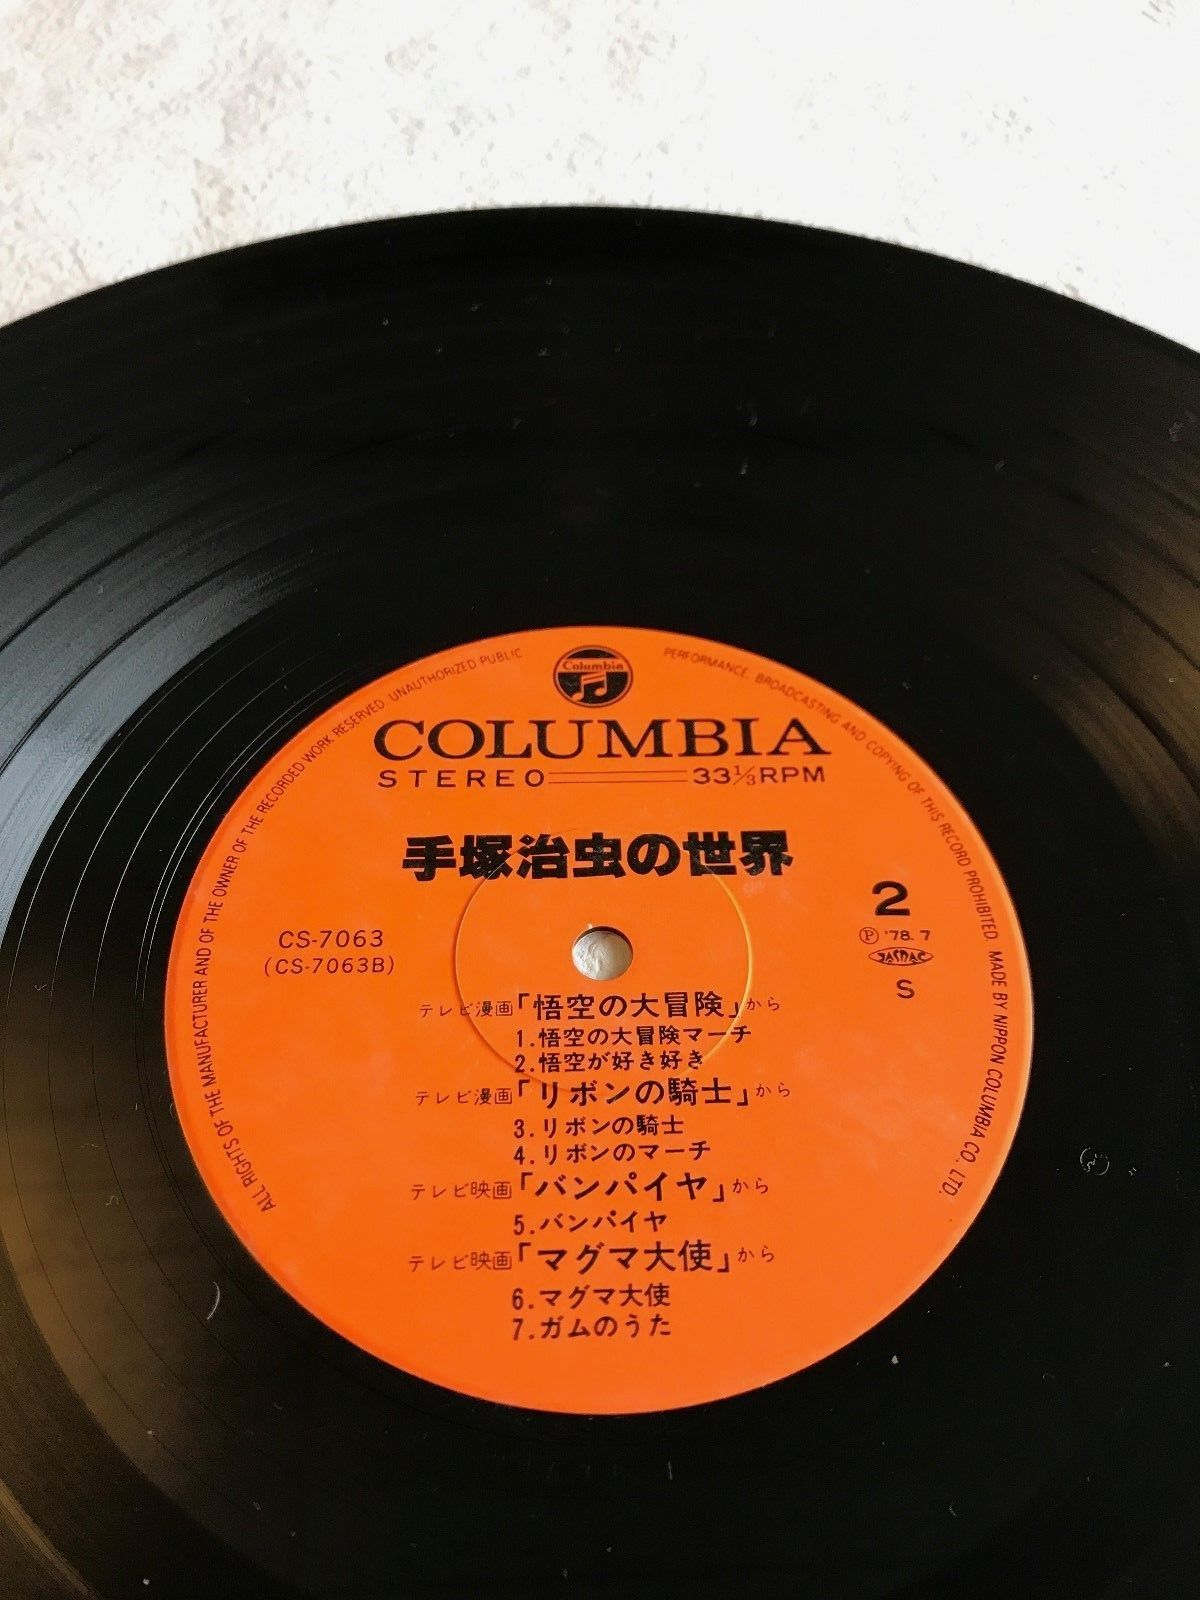 Columbia
COLUMBIA
STEREO 33⅓RPM
手塚治虫の世界
2
CS-7063
(CS-7063B)
Ⓟ '78.7
JASRAC
S
テレビ漫画「悟空の大冒険」から
1.悟空の大冒険マーチ
2.悟空が好き好き
テレビ漫画「リボンの騎士」から
3.リボンの騎士
4.リボンのマーチ
テレビ映画「バンパイヤ」から
5.バンパイヤ
テレビ映画「マグマ大使」から
6.マグマ大使
7.ガムのうた
ALL RIGHTS OF THE MANUFACTURER AND OF THE OWNER OF THE RECORDED WORK RESERVED. UNAUTHORIZED PUBLIC PERFORMANCE. BROADCASTING AND COPYING OF THIS RECORD PROHIBITED. MADE BY NIPPON COLUMBIA CO., LTD.